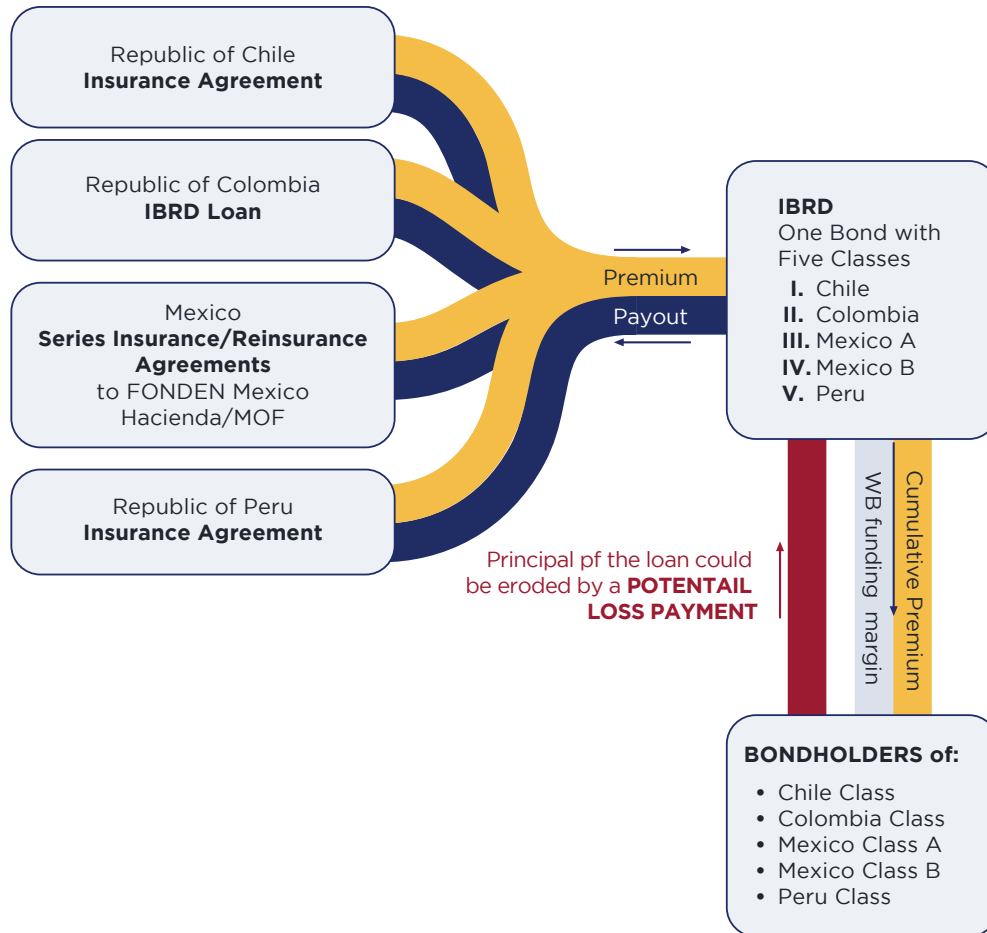 Republic of Chile
Insurance Agreement
Republic of Colombia
IBRD Loan
Mexico
Series Insurance/Reinsurance
Agreements
to FONDEN Mexico
Hacienda/MOF
Republic of Peru
Insurance Agreement
Premium
Payout
IBRD
One Bond with
Five Classes
I. Chile
II. Colombia
III. Mexico A
IV. Mexico B
V. Peru
Principal pf the loan could
be eroded by a POTENTAIL
LOSS PAYMENT
WB funding margin
Cumulative Premium
BONDHOLDERS of:
• Chile Class
• Colombia Class
• Mexico Class A
• Mexico Class B
• Peru Class